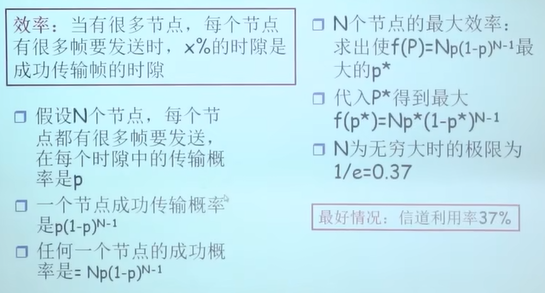 效率：当有很多节点，每个节点
有很多帧要发送时，x%的时隙是
成功传输帧的时隙
假设N个节点，每个节
点都有很多帧要发送，
在每个时隙中的传输概
率是p
一个节点成功传输概率
是p(1-p)N-1
任何一个节点的成功概
率是= Np(1-p)N-1
N个节点的最大效率：
求出使f(P)=Np(1-p)N-1最
大的p*
代入P*得到最大
f(p*)=Np*(1-p*)N-1
N为无穷大时的极限为
1/e=0.37
最好情况：信道利用率37%